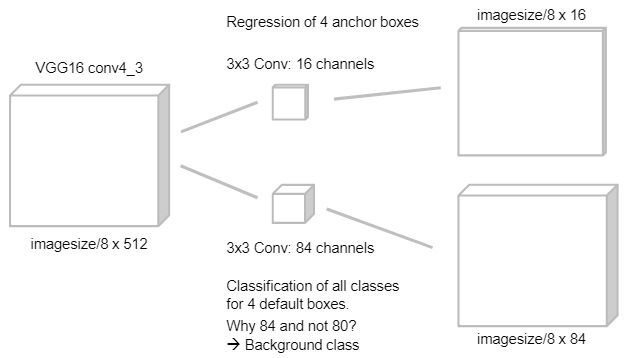 VGG16 conv4_3
imagesize/8 x 512
Regression of 4 anchor boxes
3x3 Conv: 16 channels
3x3 Conv: 84 channels
Classification of all classes
for 4 default boxes.
Why 84 and not 80?
→ Background class
imagesize/8 x 16
imagesize/8 x 84